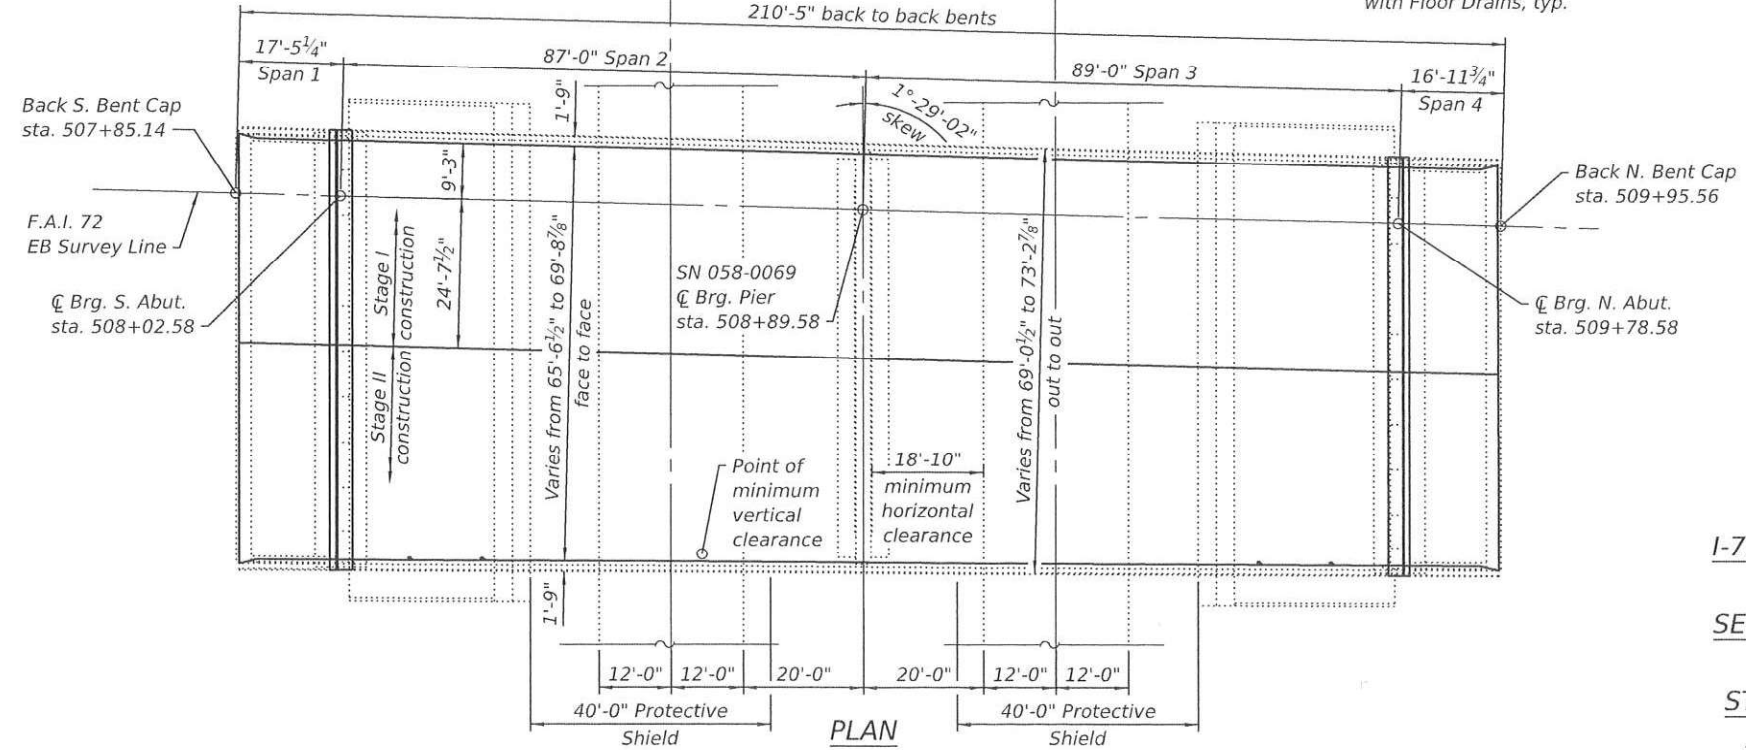 with Floor Drains, typ.
210'-5" back to back bents
17'-5¼"
Span 1
87'-0" Span 2
89'-0" Span 3
16'-11¾"
Span 4
1'-9"
1°-29'-02"
skew
Back S. Bent Cap
sta. 507+85.14
Back N. Bent Cap
sta. 509+95.56
9'-3"
F.A.I. 72
EB Survey Line
24'-7½"
Stage I
construction
Stage II
construction
Varies from 65'-6½" to 69'-8⅞"
face to face
SN 058-0069
℄ Brg. Pier
sta. 508+89.58
Varies from 69'-0½" to 73'-2⅞"
out to out
℄ Brg. S. Abut.
sta. 508+02.58
℄ Brg. N. Abut.
sta. 509+78.58
Point of
minimum
vertical
clearance
18'-10"
minimum
horizontal
clearance
1'-9"
12'-0"
12'-0"
20'-0"
20'-0"
12'-0"
12'-0"
40'-0" Protective
Shield
PLAN
40'-0" Protective
Shield
I-7
SE
ST